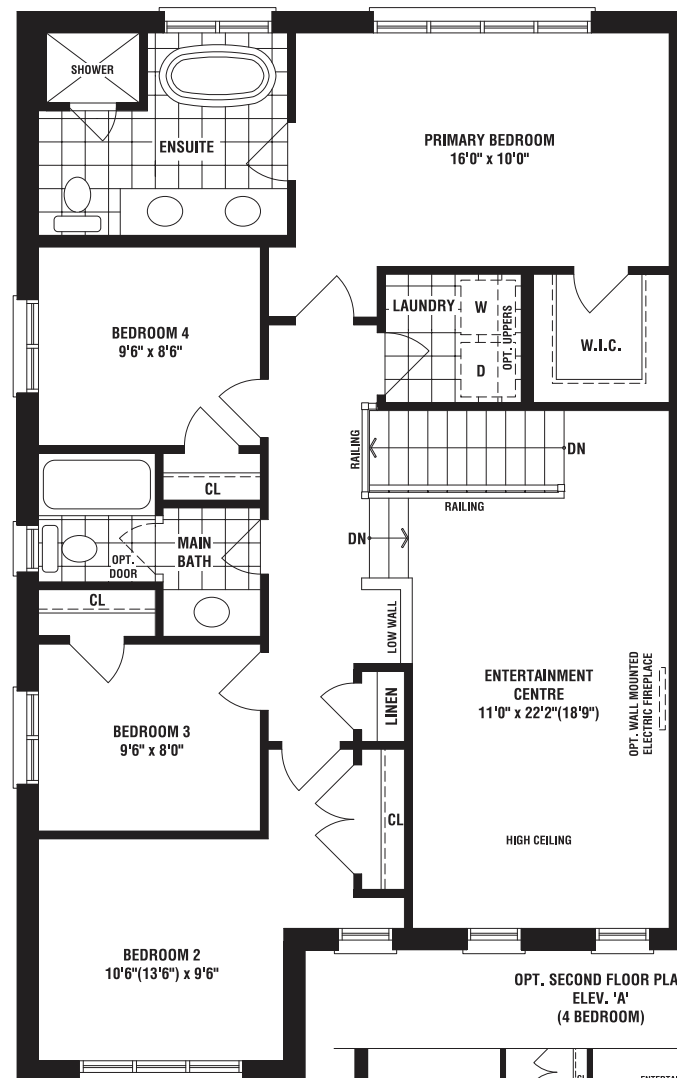 SHOWER
ENSUITE
PRIMARY BEDROOM
16'0" x 10'0"
BEDROOM 4
9'6" x 8'6"
LAUNDRY
W
D
OPT. UPPERS
W.I.C.
RAILING
DN
RAILING
CL
MAIN
BATH
OPT.
DOOR
DN
CL
LOW WALL
BEDROOM 3
9'6" x 8'0"
LINEN
ENTERTAINMENT
CENTRE
11'0" x 22'2"(18'9")
OPT. WALL MOUNTED
ELECTRIC FIREPLACE
CL
HIGH CEILING
BEDROOM 2
10'6"(13'6") x 9'6"
OPT. SECOND FLOOR PLA
ELEV. 'A'
(4 BEDROOM)